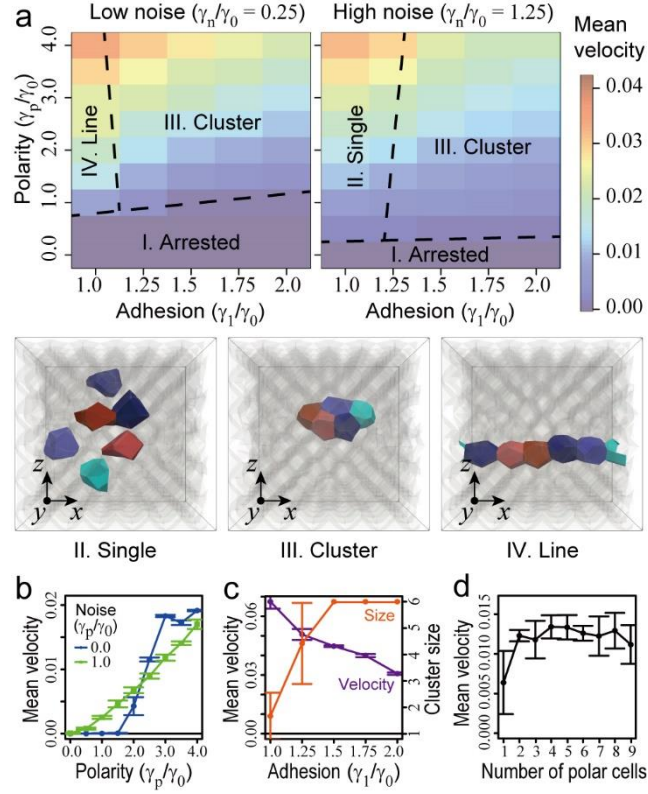 a
Low noise (γn/γ0 = 0.25)
High noise (γn/γ0 = 1.25)
Mean
velocity
Polarity (γp/γ0)
4.0
3.0
2.0
1.0
0.0
IV. Line
III. Cluster
I. Arrested
II. Single
III. Cluster
I. Arrested
1.0 1.25 1.5 1.75 2.0
1.0 1.25 1.5 1.75 2.0
Adhesion (γ1/γ0)
Adhesion (γ1/γ0)
0.04
0.03
0.02
0.01
0.00
z
y x
z
y x
z
y x
II. Single
III. Cluster
IV. Line
b
Mean velocity
0.02
0.01
0.00
Noise
(γp/γ0)
0.0
1.0
0.0 1.0 2.0 3.0 4.0
Polarity (γp/γ0)
c
Mean velocity
0.06
0.03
0.00
Size
Velocity
6
5
4
3
2
1
Cluster size
1.0 1.25 1.5 1.75 2.0
Adhesion (γ1/γ0)
d
Mean velocity
0.015
0.010
0.005
0.000
1 2 3 4 5 6 7 8 9
Number of polar cells